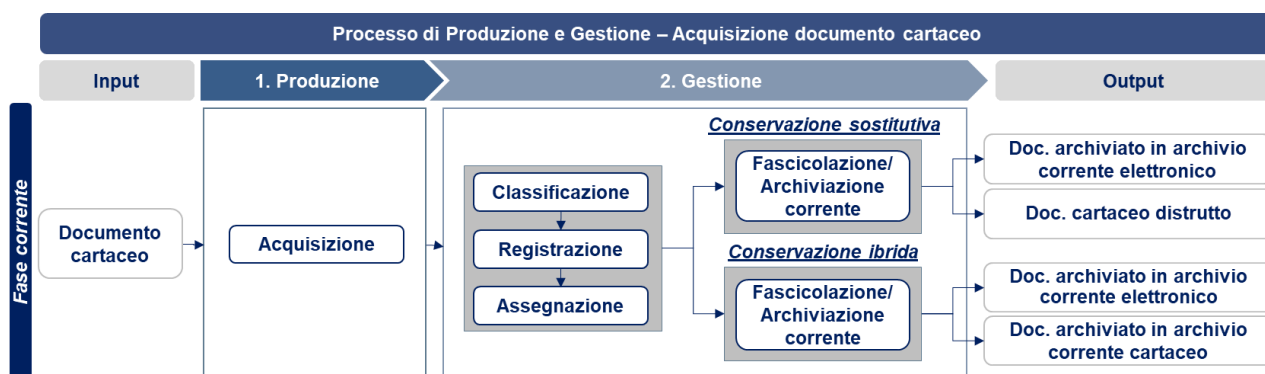 Processo di Produzione e Gestione – Acquisizione documento cartaceo
Input
1. Produzione
2. Gestione
Output
Fase corrente
Documento
cartaceo
Acquisizione
Classificazione
Registrazione
Assegnazione
Conservazione sostitutiva
Fascicolazione/
Archiviazione
corrente
Conservazione ibrida
Fascicolazione/
Archiviazione
corrente
Doc. archiviato in archivio
corrente elettronico
Doc. cartaceo distrutto
Doc. archiviato in archivio
corrente elettronico
Doc. archiviato in archivio
corrente cartaceo